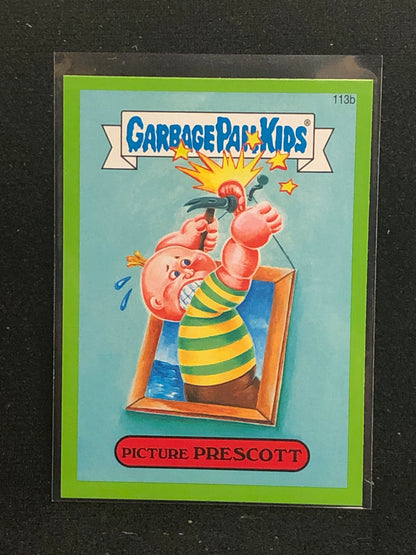 113b
GARBAGE PAIL KIDS®
PICTURE PRESCOTT